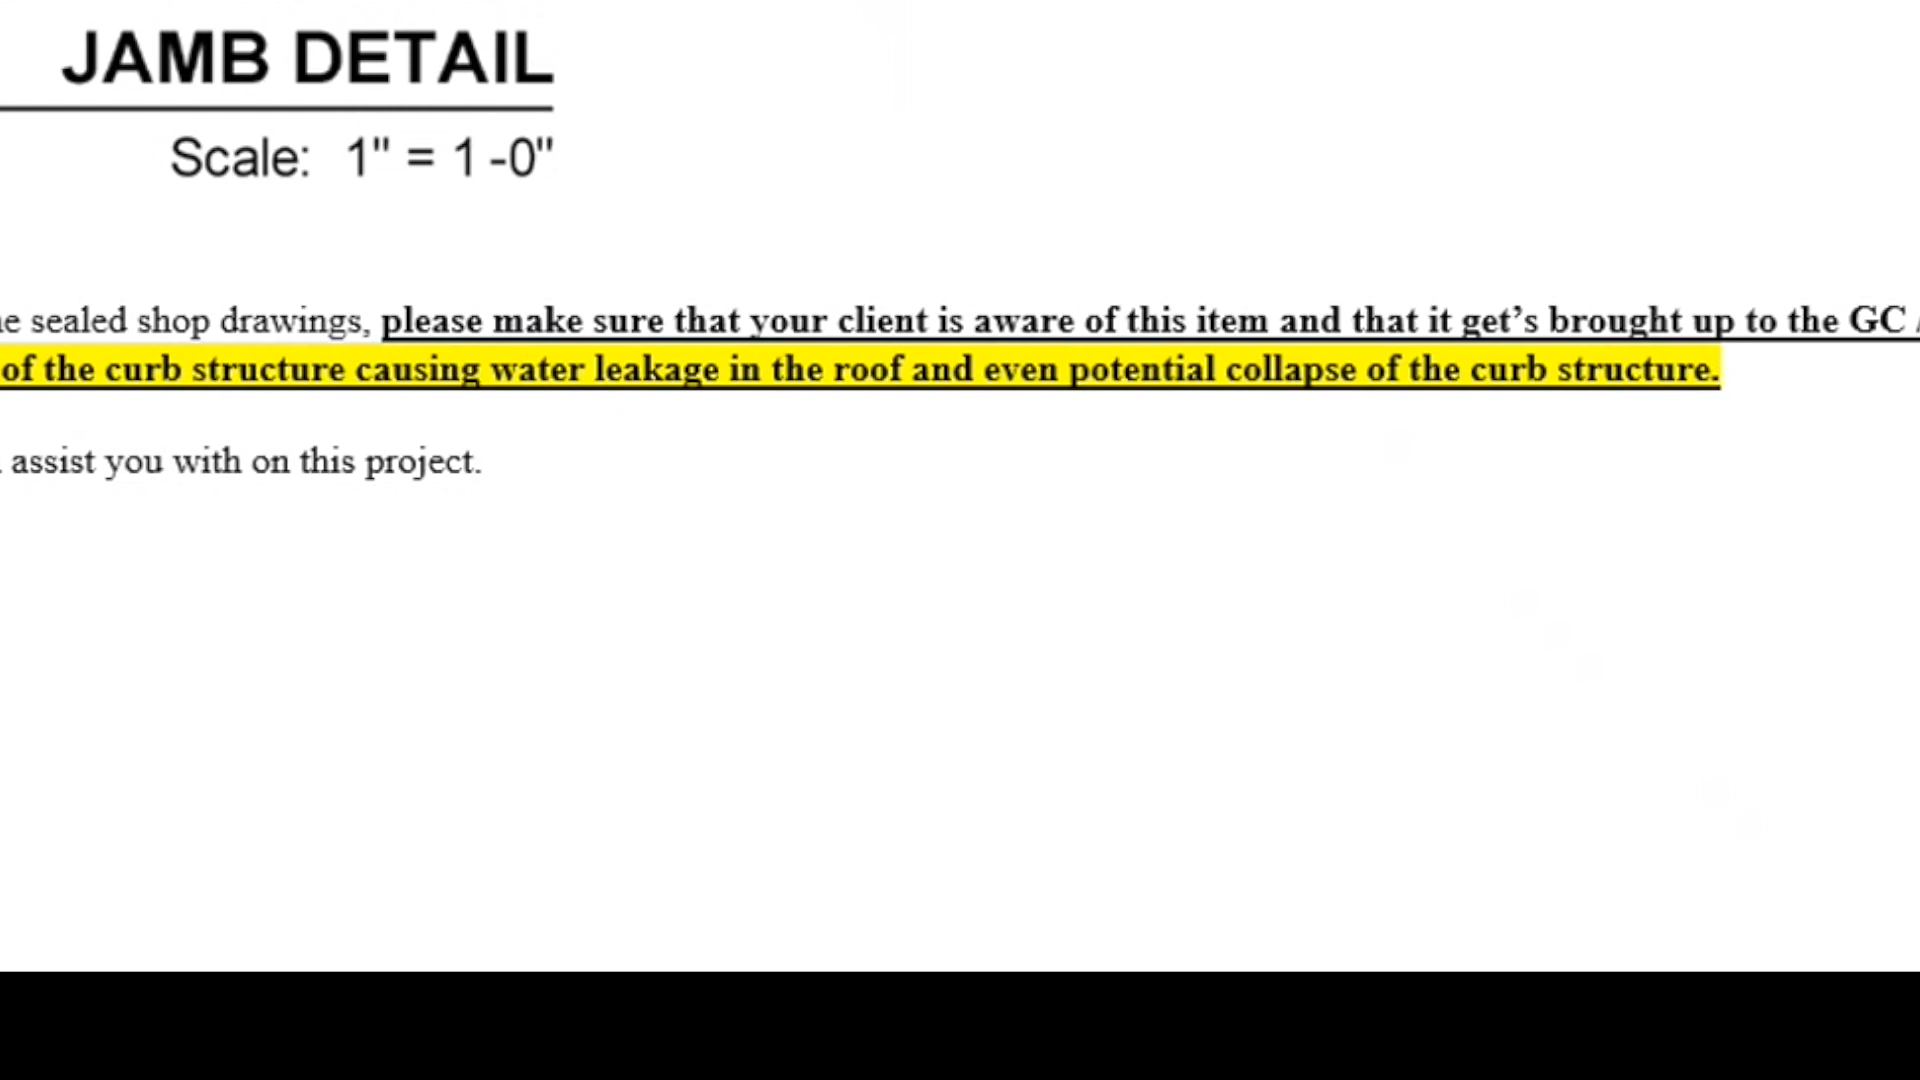 JAMB DETAIL
Scale: 1" = 1 -0"
sealed shop drawings, please make sure that your client is aware of this item and that it get’s brought up to the GC
of the curb structure causing water leakage in the roof and even potential collapse of the curb structure.
assist you with on this project.